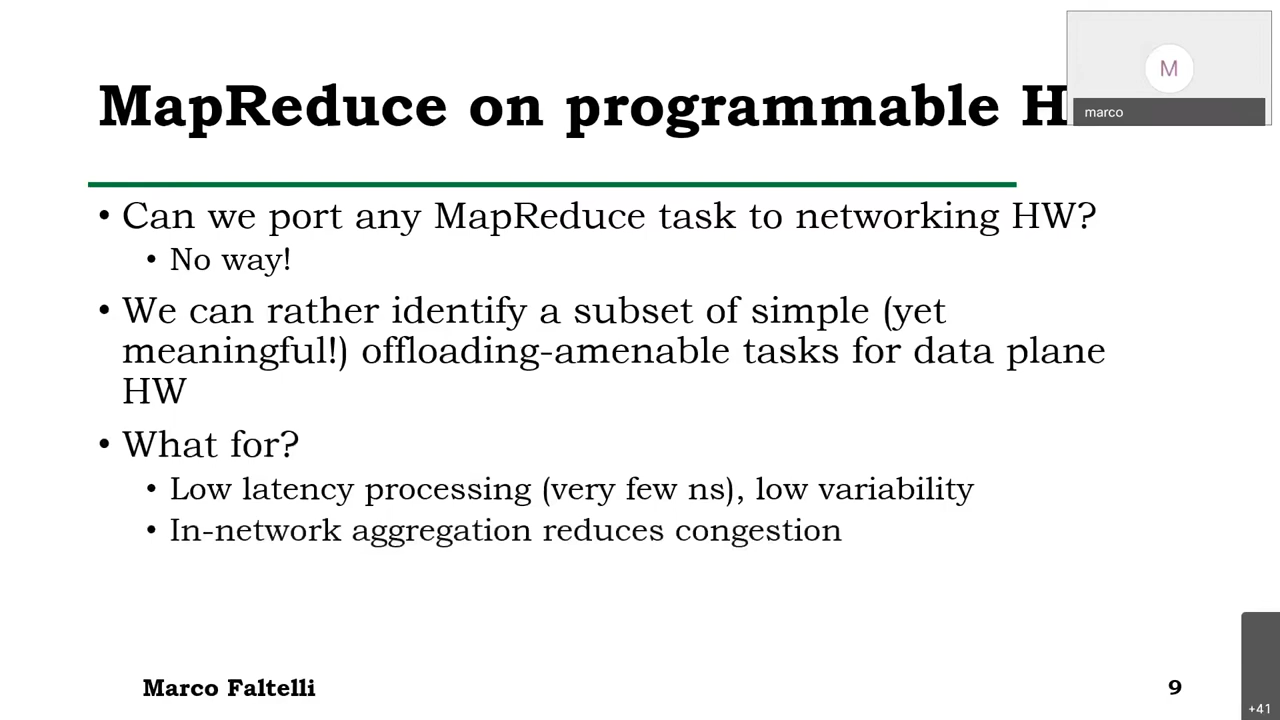 MapReduce on programmable H
M
marco
• Can we port any MapReduce task to networking HW?
• No way!
• We can rather identify a subset of simple (yet
meaningful!) offloading-amenable tasks for data plane
HW
• What for?
• Low latency processing (very few ns), low variability
• In-network aggregation reduces congestion
Marco Faltelli
9
+41